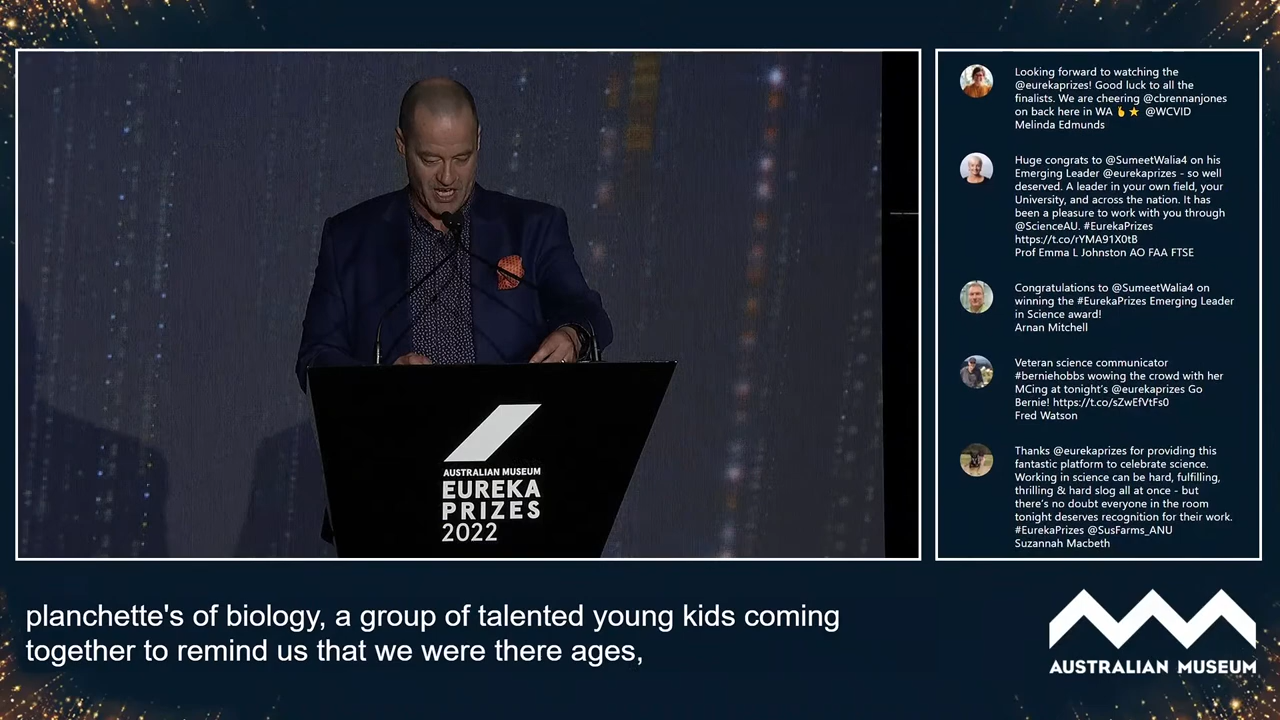 AUSTRALIAN MUSEUM
EUREKA
PRIZES
2022
Looking forward to watching the
@eurekaprizes! Good luck to all the
finalists. We are cheering @cbrennanjones
on back here in WA 🤞⭐ @WCVID
Melinda Edmunds
Huge congrats to @SumeetWalia4 on his
Emerging Leader @eurekaprizes - so well
deserved. A leader in your own field, your
University, and across the nation. It has
been a pleasure to work with you through
@ScienceAU. #EurekaPrizes
https://t.co/rYMA91X0tB
Prof Emma L Johnston AO FAA FTSE
Congratulations to @SumeetWalia4 on
winning the #EurekaPrizes Emerging Leader
in Science award!
Arnan Mitchell
Veteran science communicator
#berniehobbs wowing the crowd with her
MCing at tonight's @eurekaprizes Go
Bernie! https://t.co/sZwEfVtFs0
Fred Watson
Thanks @eurekaprizes for providing this
fantastic platform to celebrate science.
Working in science can be hard, fulfilling,
thrilling & hard slog all at once - but
there's no doubt everyone in the room
tonight deserves recognition for their work.
#EurekaPrizes @SusFarms_ANU
Suzannah Macbeth
planchette's of biology, a group of talented young kids coming
together to remind us that we were there ages,
AUSTRALIAN MUSEUM